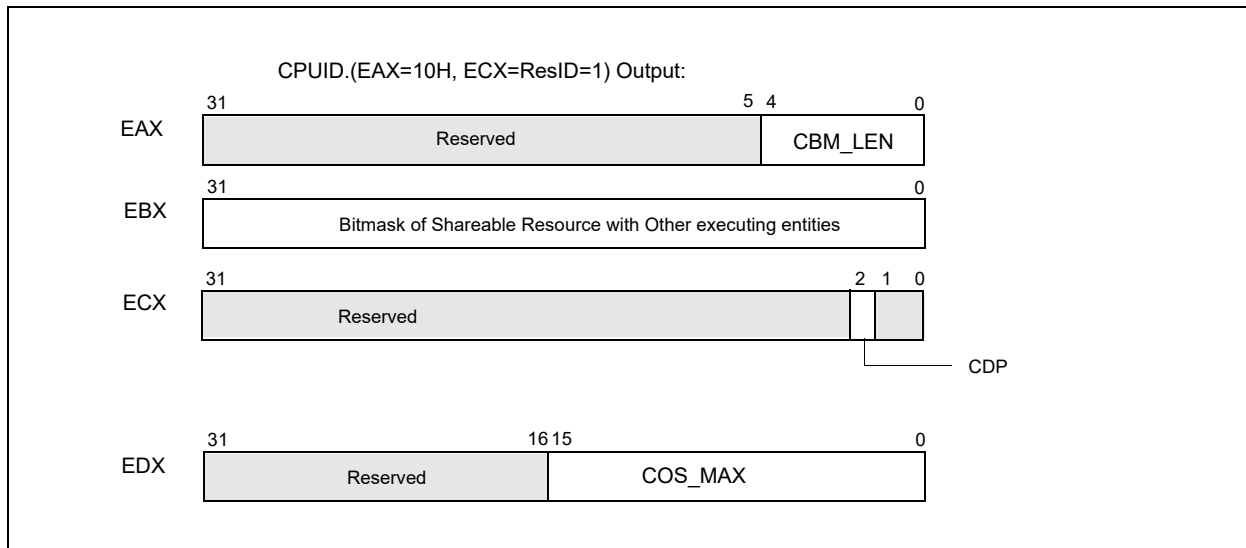 CPUID.(EAX=10H, ECX=ResID=1) Output:
31 5 4 0
EAX Reserved CBM_LEN
31 0
EBX Bitmask of Shareable Resource with Other executing entities
31 2 1 0
ECX Reserved
CDP
31 16 15 0
EDX Reserved COS_MAX